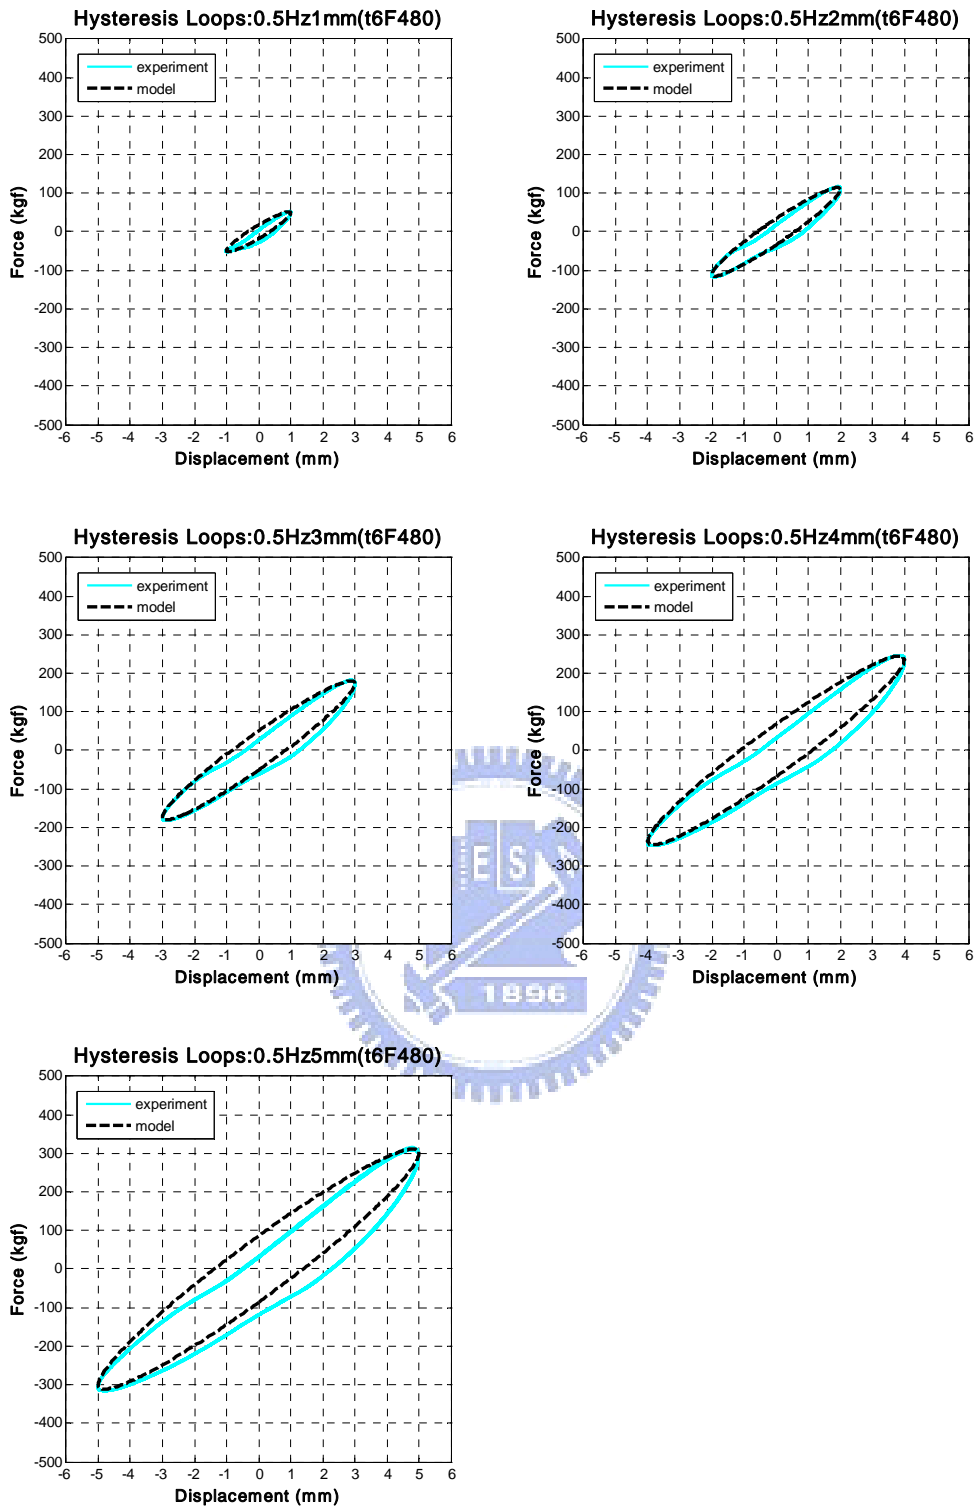 Hysteresis Loops:0.5Hz1mm(t6F480)
500
400
300
200
100
0
-100
-200
-300
-400
-500
experiment
model
Force (kgf)
-6 -5 -4 -3 -2 -1 0 1 2 3 4 5 6
Displacement (mm)
Hysteresis Loops:0.5Hz2mm(t6F480)
500
400
300
200
100
0
-100
-200
-300
-400
-500
experiment
model
Force (kgf)
-6 -5 -4 -3 -2 -1 0 1 2 3 4 5 6
Displacement (mm)
Hysteresis Loops:0.5Hz3mm(t6F480)
500
400
300
200
100
0
-100
-200
-300
-400
-500
experiment
model
Force (kgf)
-6 -5 -4 -3 -2 -1 0 1 2 3 4 5 6
Displacement (mm)
Hysteresis Loops:0.5Hz4mm(t6F480)
500
400
300
200
100
0
-100
-200
-300
-400
-500
experiment
model
Force (kgf)
-6 -5 -4 -3 -2 -1 0 1 2 3 4 5 6
Displacement (mm)
ES
1896
Hysteresis Loops:0.5Hz5mm(t6F480)
500
400
300
200
100
0
-100
-200
-300
-400
-500
experiment
model
Force (kgf)
-6 -5 -4 -3 -2 -1 0 1 2 3 4 5 6
Displacement (mm)